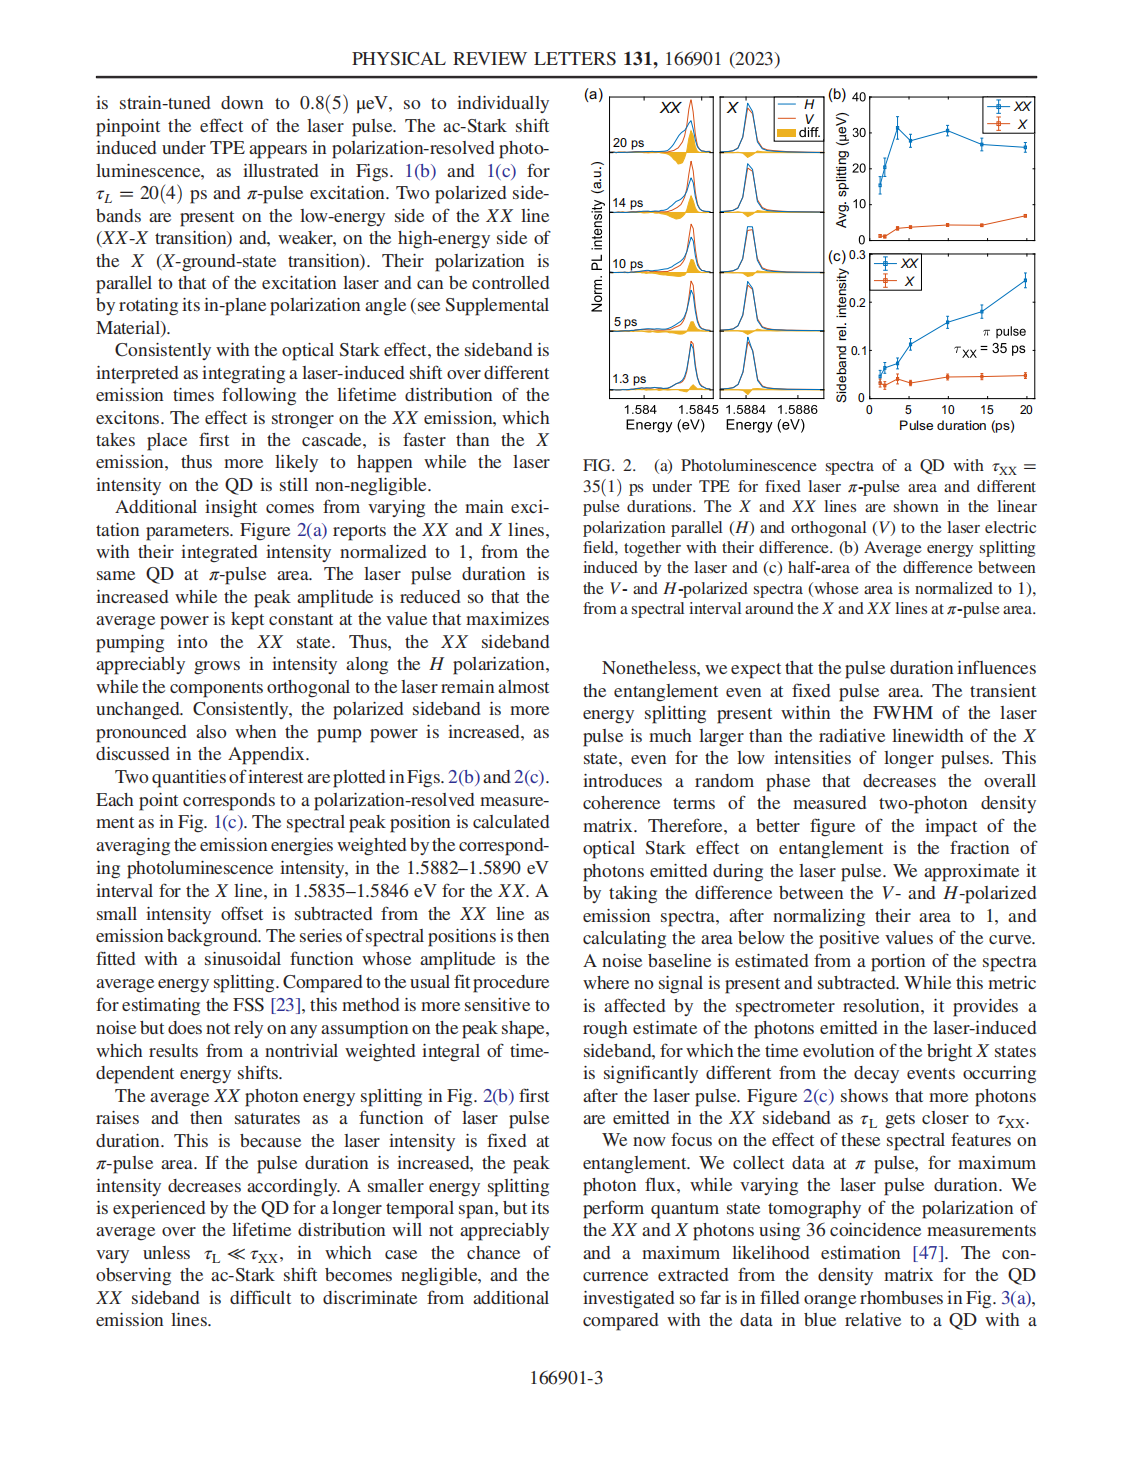 PHYSICAL REVIEW LETTERS 131, 166901 (2023)
is strain-tuned down to 0.8(5) μeV, so to individually
pinpoint the effect of the laser pulse. The ac-Stark shift
induced under TPE appears in polarization-resolved photo-
luminescence, as illustrated in Figs. 1(b) and 1(c) for
τL = 20(4) ps and π-pulse excitation. Two polarized side-
bands are present on the low-energy side of the XX line
(XX-X transition) and, weaker, on the high-energy side of
the X (X-ground-state transition). Their polarization is
parallel to that of the excitation laser and can be controlled
by rotating its in-plane polarization angle (see Supplemental
Material).
Consistently with the optical Stark effect, the sideband is
interpreted as integrating a laser-induced shift over different
emission times following the lifetime distribution of the
excitons. The effect is stronger on the XX emission, which
takes place first in the cascade, is faster than the X
emission, thus more likely to happen while the laser
intensity on the QD is still non-negligible.
Additional insight comes from varying the main exci-
tation parameters. Figure 2(a) reports the XX and X lines,
with their integrated intensity normalized to 1, from the
same QD at π-pulse area. The laser pulse duration is
increased while the peak amplitude is reduced so that the
average power is kept constant at the value that maximizes
pumping into the XX state. Thus, the XX sideband
appreciably grows in intensity along the H polarization,
while the components orthogonal to the laser remain almost
unchanged. Consistently, the polarized sideband is more
pronounced also when the pump power is increased, as
discussed in the Appendix.
Two quantities of interest are plotted in Figs. 2(b) and 2(c).
Each point corresponds to a polarization-resolved measure-
ment as in Fig. 1(c). The spectral peak position is calculated
averaging the emission energies weighted by the correspond-
ing photoluminescence intensity, in the 1.5882–1.5890 eV
interval for the X line, in 1.5835–1.5846 eV for the XX. A
small intensity offset is subtracted from the XX line as
emission background. The series of spectral positions is then
fitted with a sinusoidal function whose amplitude is the
average energy splitting. Compared to the usual fit procedure
for estimating the FSS [23], this method is more sensitive to
noise but does not rely on any assumption on the peak shape,
which results from a nontrivial weighted integral of time-
dependent energy shifts.
The average XX photon energy splitting in Fig. 2(b) first
raises and then saturates as a function of laser pulse
duration. This is because the laser intensity is fixed at
π-pulse area. If the pulse duration is increased, the peak
intensity decreases accordingly. A smaller energy splitting
is experienced by the QD for a longer temporal span, but its
average over the lifetime distribution will not appreciably
vary unless τL ≪ τXX, in which case the chance of
observing the ac-Stark shift becomes negligible, and the
XX sideband is difficult to discriminate from additional
emission lines.
(a)
XX
X
H
V
diff.
20 ps
14 ps
10 ps
5 ps
1.3 ps
Norm. PL intensity (a.u.)
1.584 1.5845 1.5884 1.5886
Energy (eV) Energy (eV)
(b)
40
30
20
10
0
Avg. splitting (μeV)
XX
X
(c)
0.3
0.2
0.1
0
Sideband rel. intensity
XX
X
π pulse
τXX = 35 ps
0 5 10 15 20
Pulse duration (ps)
FIG. 2. (a) Photoluminescence spectra of a QD with τXX =
35(1) ps under TPE for fixed laser π-pulse area and different
pulse durations. The X and XX lines are shown in the linear
polarization parallel (H) and orthogonal (V) to the laser electric
field, together with their difference. (b) Average energy splitting
induced by the laser and (c) half-area of the difference between
the V- and H-polarized spectra (whose area is normalized to 1),
from a spectral interval around the X and XX lines at π-pulse area.
Nonetheless, we expect that the pulse duration influences
the entanglement even at fixed pulse area. The transient
energy splitting present within the FWHM of the laser
pulse is much larger than the radiative linewidth of the X
state, even for the low intensities of longer pulses. This
introduces a random phase that decreases the overall
coherence terms of the measured two-photon density
matrix. Therefore, a better figure of the impact of the
optical Stark effect on entanglement is the fraction of
photons emitted during the laser pulse. We approximate it
by taking the difference between the V- and H-polarized
emission spectra, after normalizing their area to 1, and
calculating the area below the positive values of the curve.
A noise baseline is estimated from a portion of the spectra
where no signal is present and subtracted. While this metric
is affected by the spectrometer resolution, it provides a
rough estimate of the photons emitted in the laser-induced
sideband, for which the time evolution of the bright X states
is significantly different from the decay events occurring
after the laser pulse. Figure 2(c) shows that more photons
are emitted in the XX sideband as τL gets closer to τXX.
We now focus on the effect of these spectral features on
entanglement. We collect data at π pulse, for maximum
photon flux, while varying the laser pulse duration. We
perform quantum state tomography of the polarization of
the XX and X photons using 36 coincidence measurements
and a maximum likelihood estimation [47]. The con-
currence extracted from the density matrix for the QD
investigated so far is in filled orange rhombuses in Fig. 3(a),
compared with the data in blue relative to a QD with a
166901-3